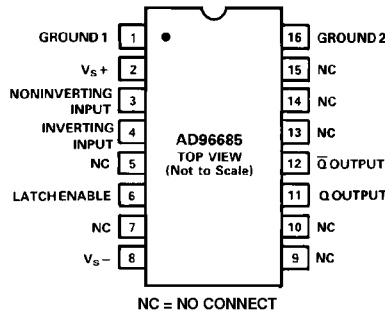 GROUND 1 1 16 GROUND 2
VS+ 2 15 NC
NONINVERTING
INPUT 3 14 NC
INVERTING
INPUT 4 13 NC
AD96685
TOP VIEW
(Not to Scale)
NC 5 12 Q̅ OUTPUT
LATCH ENABLE 6 11 Q OUTPUT
NC 7 10 NC
VS− 8 9 NC
NC = NO CONNECT